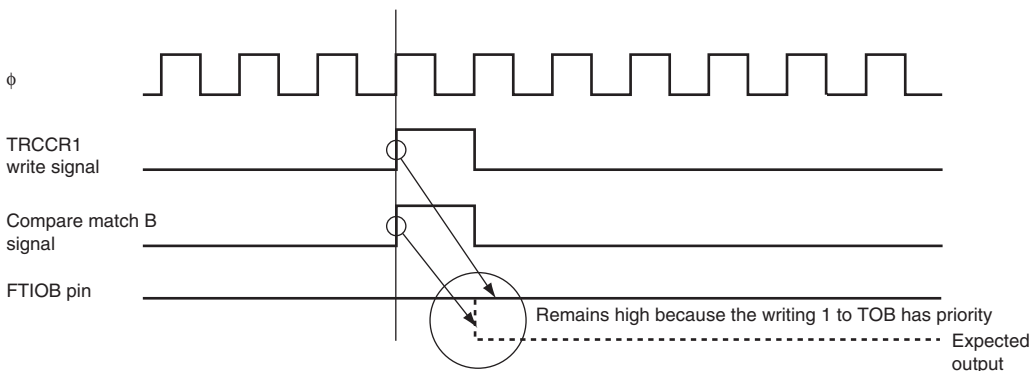 ϕ
TRCCR1
write signal
Compare match B
signal
FTIOB pin
Remains high because the writing 1 to TOB has priority
Expected
output